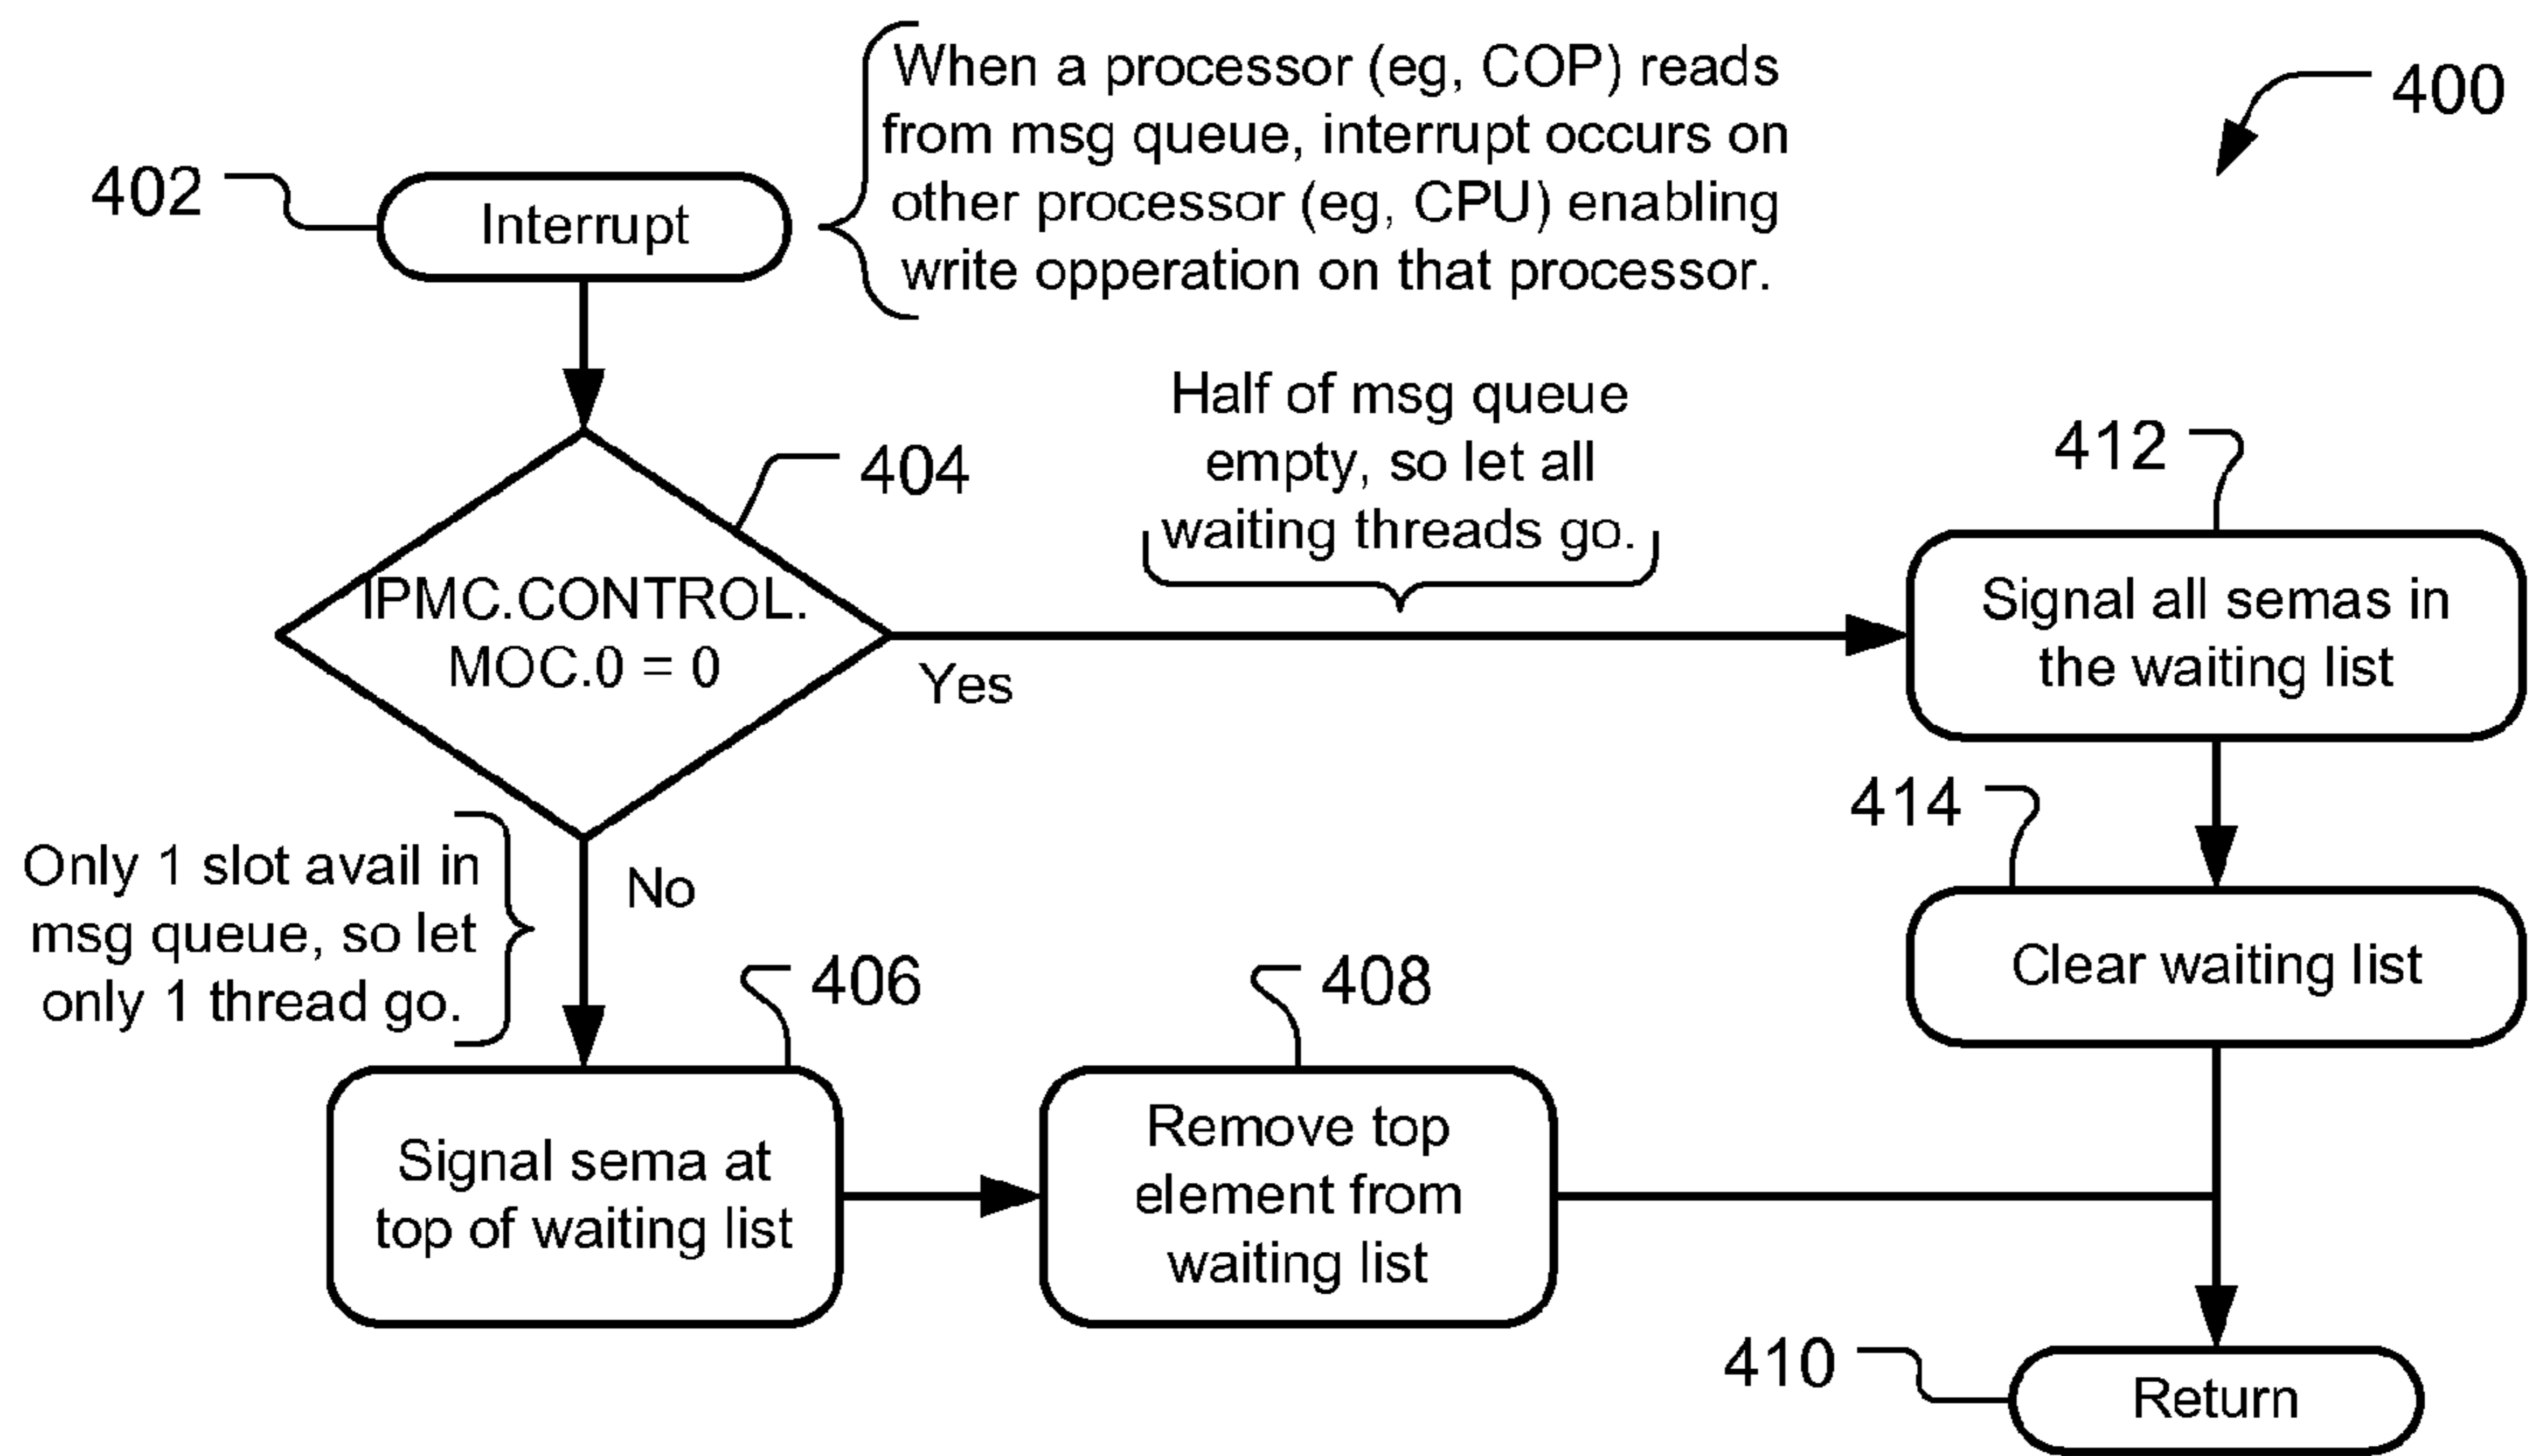 When a processor (eg, COP) reads
from msg queue, interrupt occurs on
other processor (eg, CPU) enabling
write opperation on that processor.
400
402
Interrupt
404
IPMC.CONTROL.
MOC.0 = 0
Yes
Half of msg queue
empty, so let all
waiting threads go.
412
Signal all semas in
the waiting list
414
Clear waiting list
No
Only 1 slot avail in
msg queue, so let
only 1 thread go.
406
Signal sema at
top of waiting list
408
Remove top
element from
waiting list
410
Return